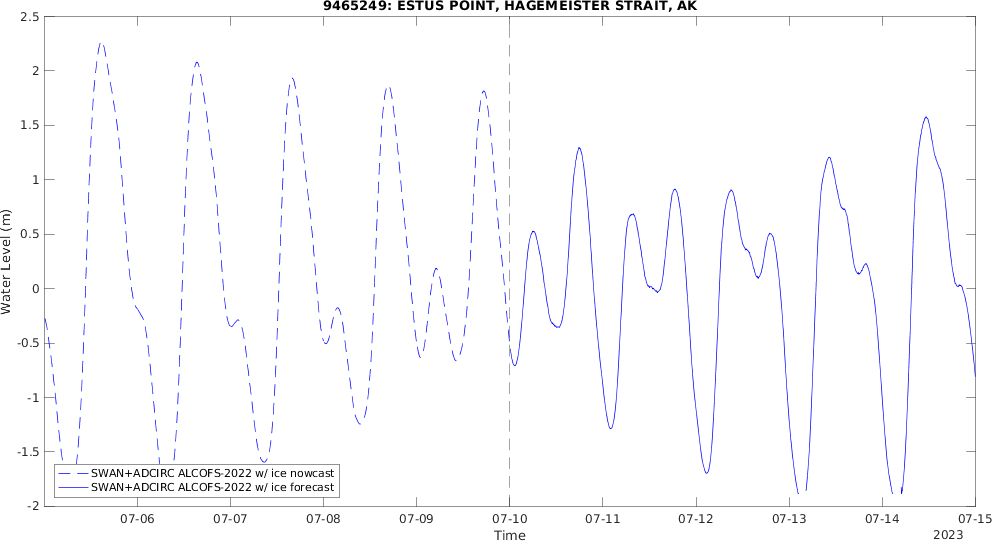 9465249: ESTUS POINT, HAGEMEISTER STRAIT, AK
2.5
2
1.5
1
0.5
0
-0.5
-1
-1.5
-2
Water Level (m)
SWAN+ADCIRC ALCOFS-2022 w/ ice nowcast
SWAN+ADCIRC ALCOFS-2022 w/ ice forecast
07-06 07-07 07-08 07-09 07-10 07-11 07-12 07-13 07-14 07-15
Time
2023